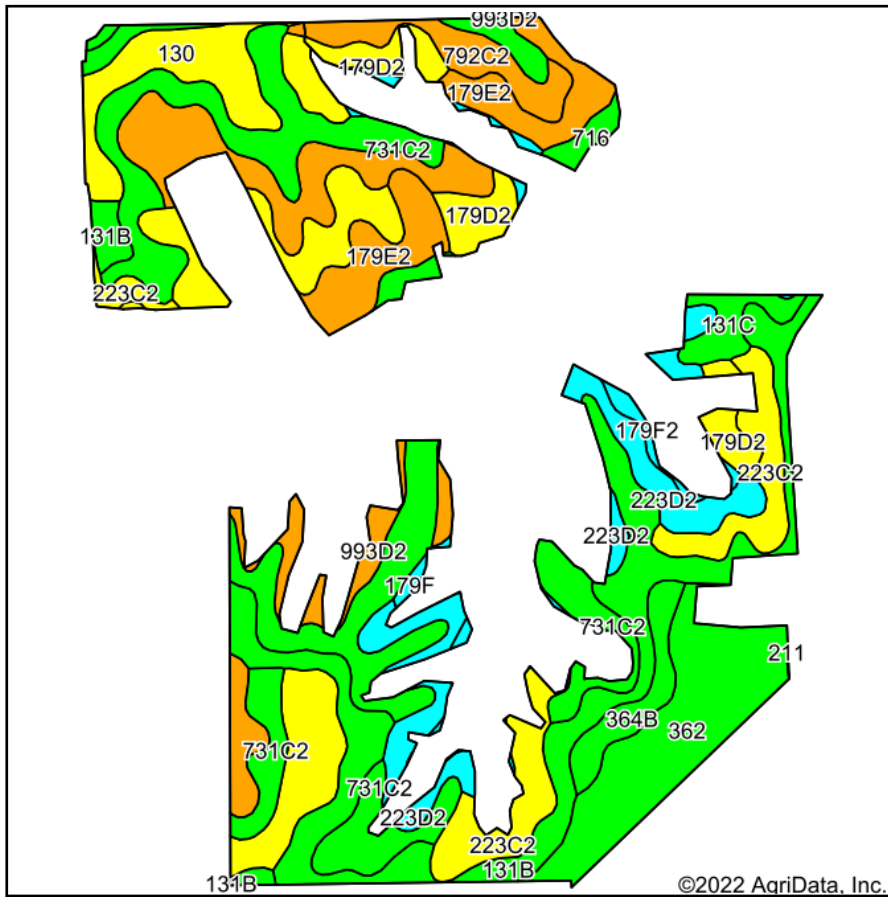 993D2
130
792C2
179D2
179E2
716
731C2
179D2
131B
179E2
223C2
131C
179F2
179D2
223C2
223D2
223D2
993D2
179F
731C2
211
364B
362
731C2
731C2
223D2
223C2
131B
131B
©2022 AgriData, Inc.